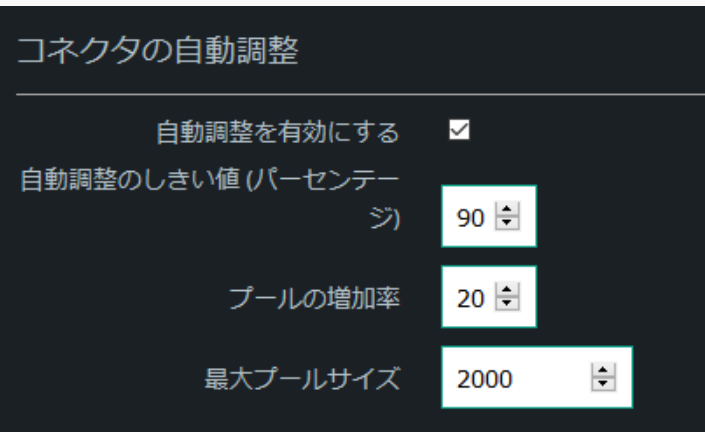 コネクタの自動調整
自動調整を有効にする
自動調整のしきい値 (パーセンテー
ジ)
90
プールの増加率
20
最大プールサイズ
2000